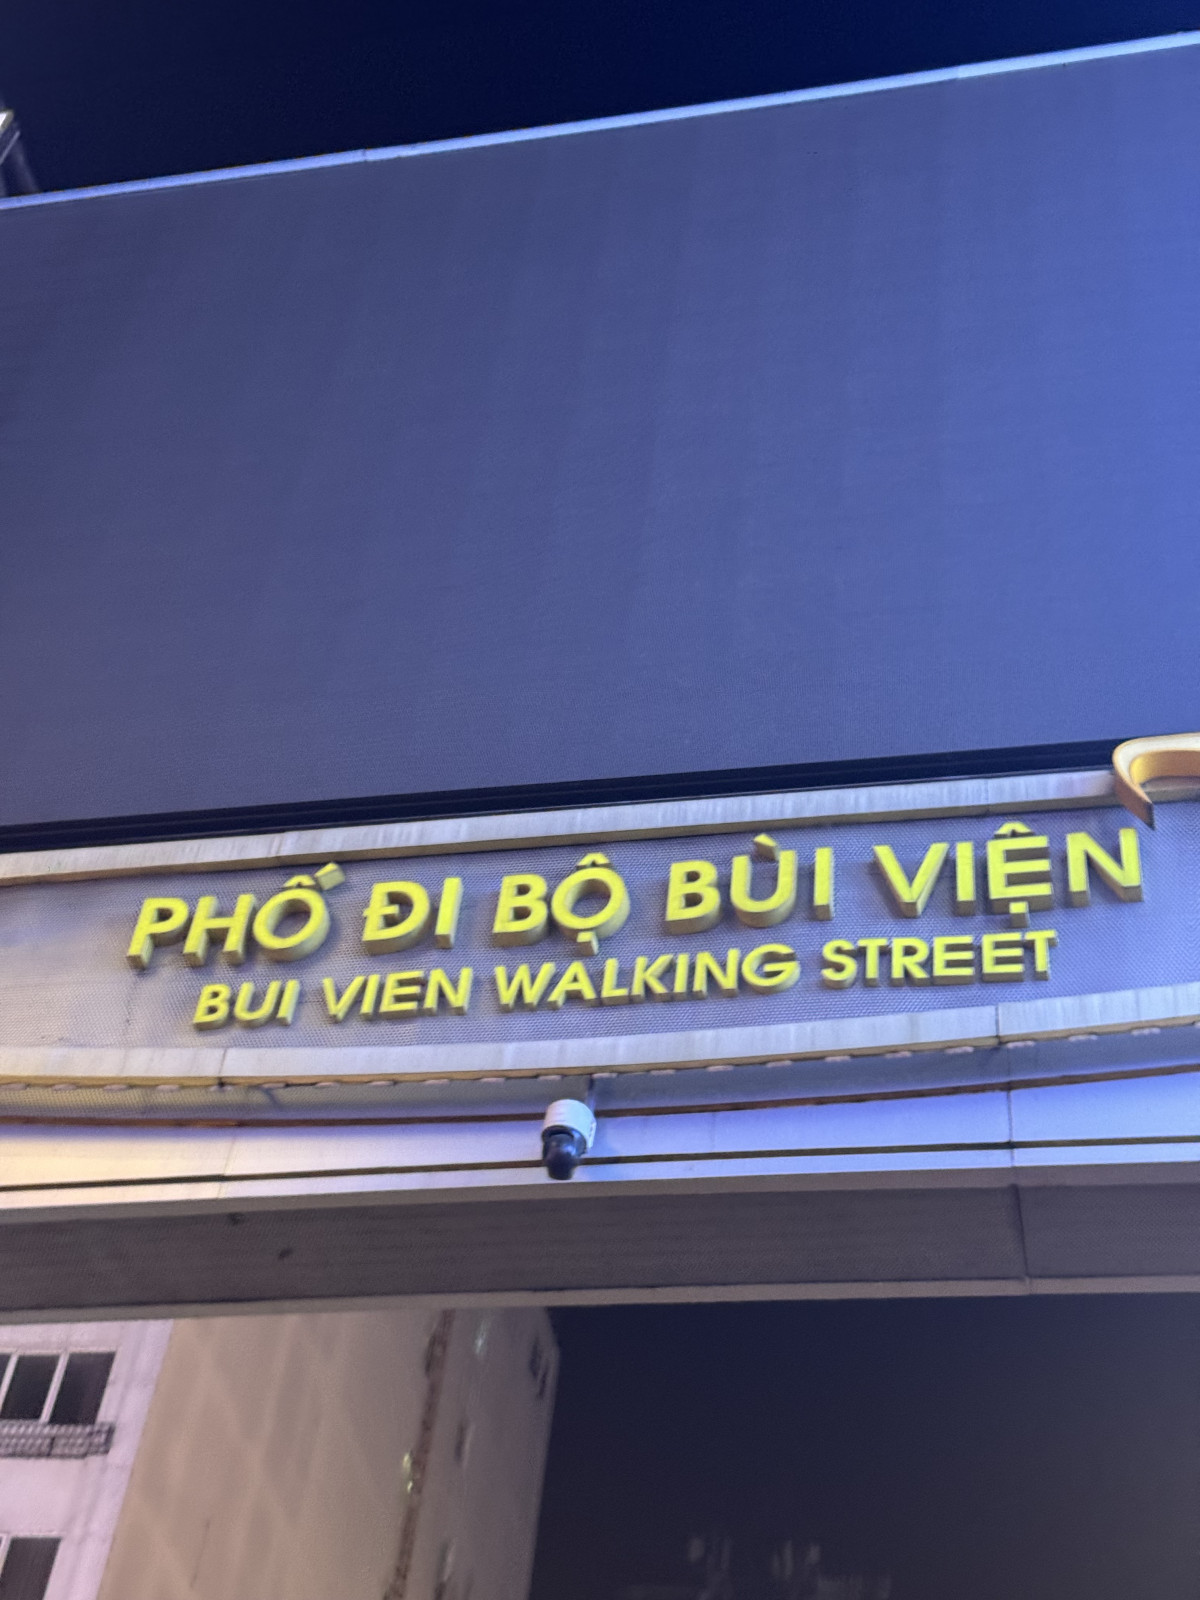 PHỐ ĐI BỘ BÙI VIỆN
BUI VIEN WALKING STREET